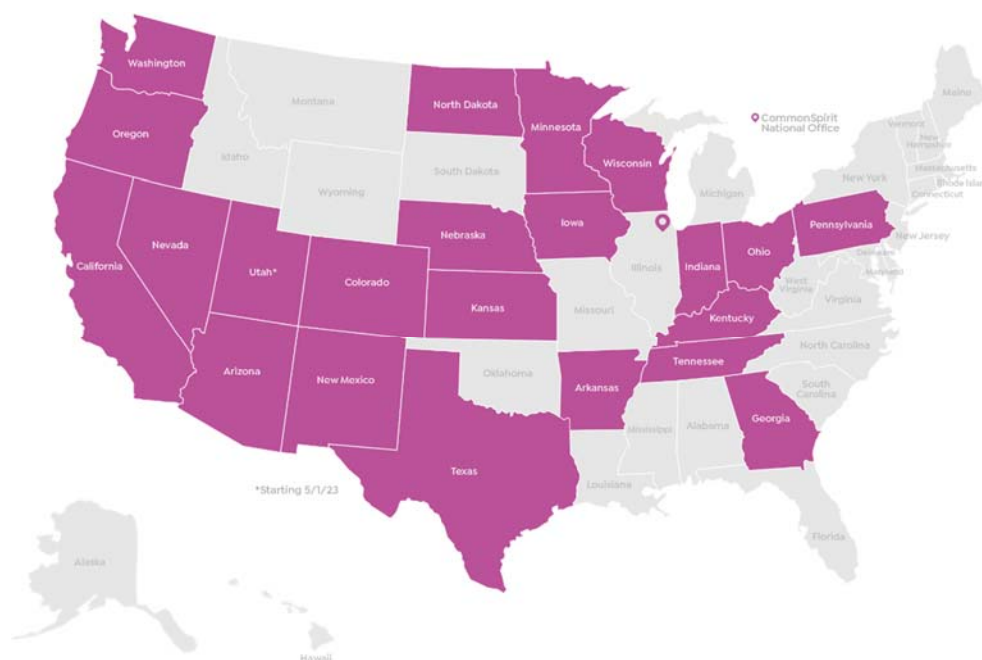 Washington
Oregon
California
Nevada
Idaho
Montana
Wyoming
Utah*
Colorado
Arizona
New Mexico
North Dakota
South Dakota
Nebraska
Kansas
Oklahoma
Texas
Minnesota
Iowa
Missouri
Arkansas
Louisiana
Wisconsin
Illinois
Michigan
Indiana
Ohio
Kentucky
Tennessee
Mississippi
Alabama
Georgia
Florida
South
Carolina
North Carolina
Virginia
West
Virginia
Pennsylvania
New York
New Jersey
Delaware
Maryland
Connecticut
Rhode Islan
Massachusetts
New
Hampshire
Vermont
Maine
CommonSpirit
National Office
*Starting 5/1/23
Alaska
Hawaii